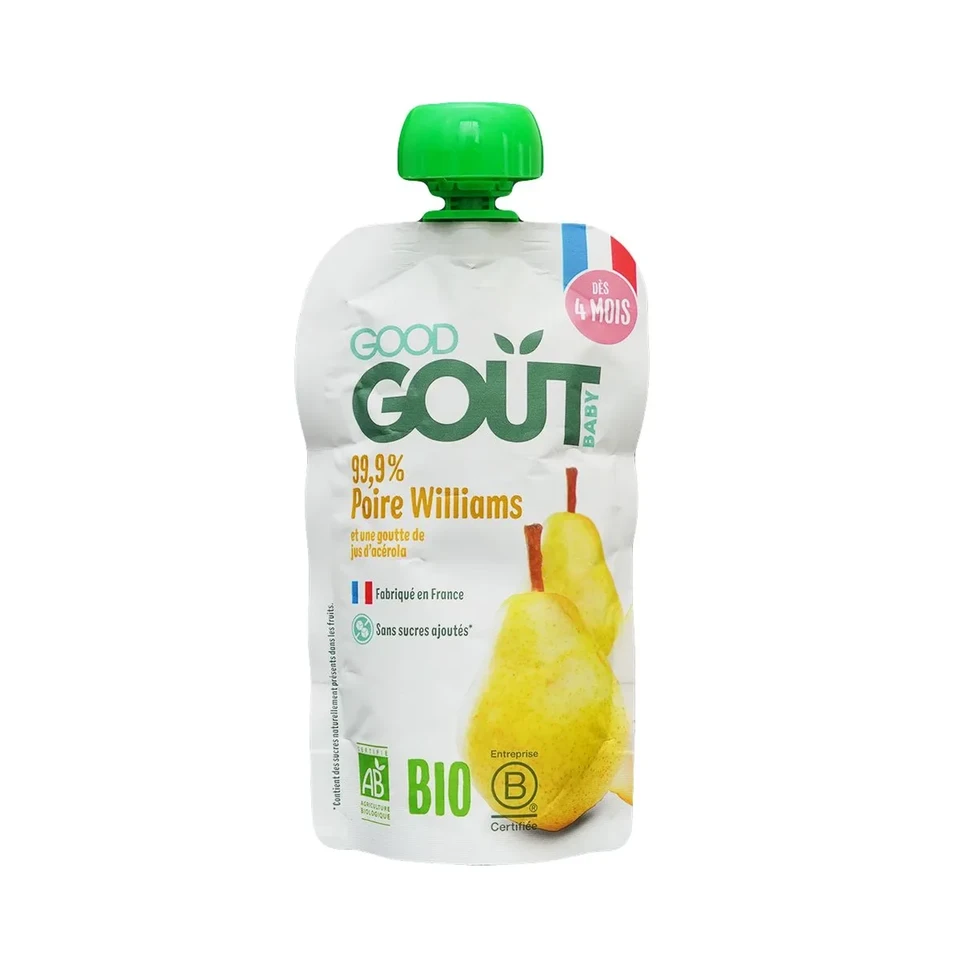 DÈS
4 MOIS
GOOD
GOÜT
BABY
99,9%
Poire Williams
et une goutte de
jus d'acérola
Fabriqué en France
Sans sucres ajoutés*
*Contient des sucres naturellement présents dans les fruits.
CERTIFIÉ
AB
AGRICULTURE
BIOLOGIQUE
BIO
Entreprise
B
®
Certifiée